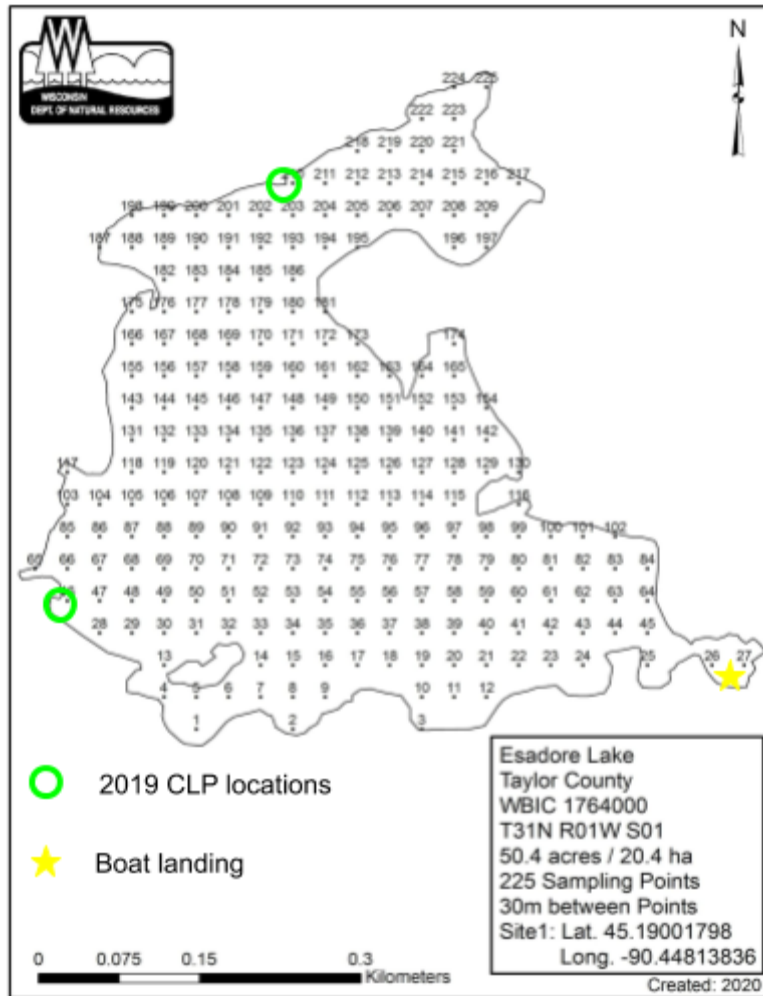 WISCONSIN
DEPT. OF NATURAL RESOURCES
N
224 225
222 223
218 219 220 221
211 212 213 214 215 216 217
198 199 200 201 202 203 204 205 206 207 208 209
187 188 189 190 191 192 193 194 195 196 197
182 183 184 185 186
175 176 177 178 179 180 181
166 167 168 169 170 171 172 173 174
155 156 157 158 159 160 161 162 163 164 165
143 144 145 146 147 148 149 150 151 152 153 154
131 132 133 134 135 136 137 138 139 140 141 142
117 118 119 120 121 122 123 124 125 126 127 128 129 130
103 104 105 106 107 108 109 110 111 112 113 114 115 116
85 86 87 88 89 90 91 92 93 94 95 96 97 98 99 100 101 102
65 66 67 68 69 70 71 72 73 74 75 76 77 78 79 80 81 82 83 84
46 47 48 49 50 51 52 53 54 55 56 57 58 59 60 61 62 63 64
28 29 30 31 32 33 34 35 36 37 38 39 40 41 42 43 44 45
13 14 15 16 17 18 19 20 21 22 23 24 25 26 27
4 5 6 7 8 9 10 11 12
1 2 3
2019 CLP locations
Boat landing
Esadore Lake
Taylor County
WBIC 1764000
T31N R01W S01
50.4 acres / 20.4 ha
225 Sampling Points
30m between Points
Site1: Lat. 45.19001798
Long. -90.44813836
0 0.075 0.15 0.3
Kilometers
Created: 2020